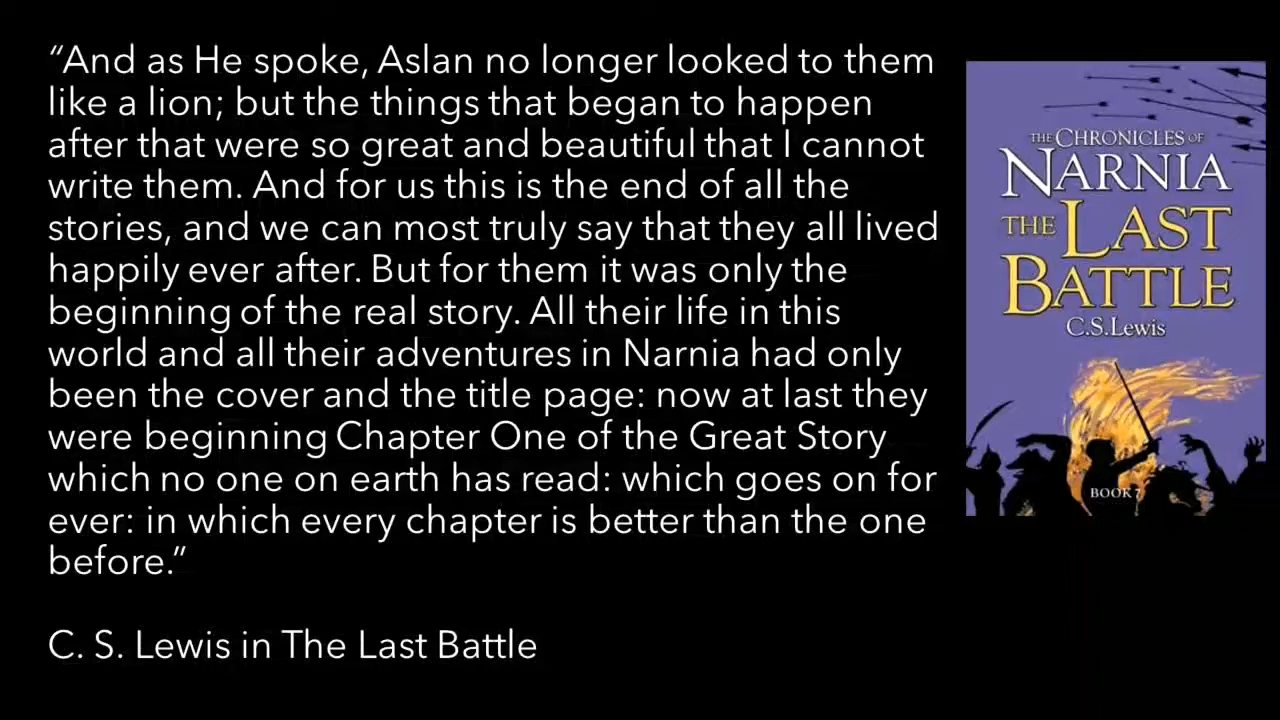 “And as He spoke, Aslan no longer looked to them
like a lion; but the things that began to happen
after that were so great and beautiful that I cannot
write them. And for us this is the end of all the
stories, and we can most truly say that they all lived
happily ever after. But for them it was only the
beginning of the real story. All their life in this
world and all their adventures in Narnia had only
been the cover and the title page: now at last they
were beginning Chapter One of the Great Story
which no one on earth has read: which goes on for
ever: in which every chapter is better than the one
before.”
C. S. Lewis in The Last Battle
THE CHRONICLES OF
NARNIA
THE LAST
BATTLE
C.S.Lewis
BOOK 7